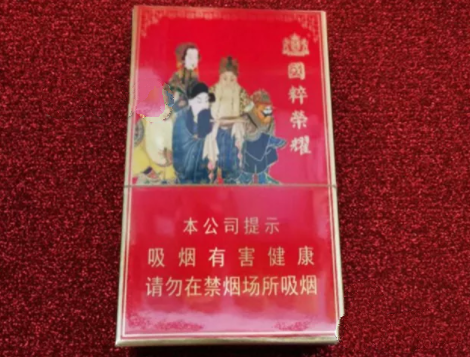 國粹榮耀
本公司提示
吸烟有害健康
请勿在禁烟场所吸烟